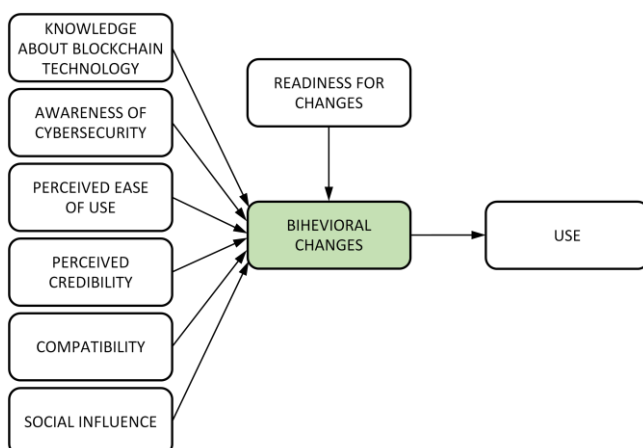 KNOWLEDGE
ABOUT BLOCKCHAIN
TECHNOLOGY
AWARENESS OF
CYBERSECURITY
PERCEIVED EASE
OF USE
PERCEIVED
CREDIBILITY
COMPATIBILITY
SOCIAL INFLUENCE
READINESS FOR
CHANGES
BIHEVIORAL
CHANGES
USE